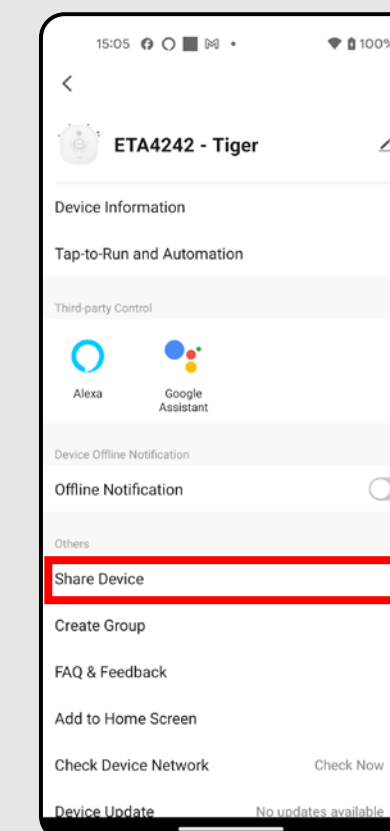 15:05
100%
ETA4242 - Tiger
Device Information
Tap-to-Run and Automation
Third-party Control
Alexa
Google
Assistant
Device Offline Notification
Offline Notification
Others
Share Device
Create Group
FAQ & Feedback
Add to Home Screen
Check Device Network Check Now
Device Update No updates available